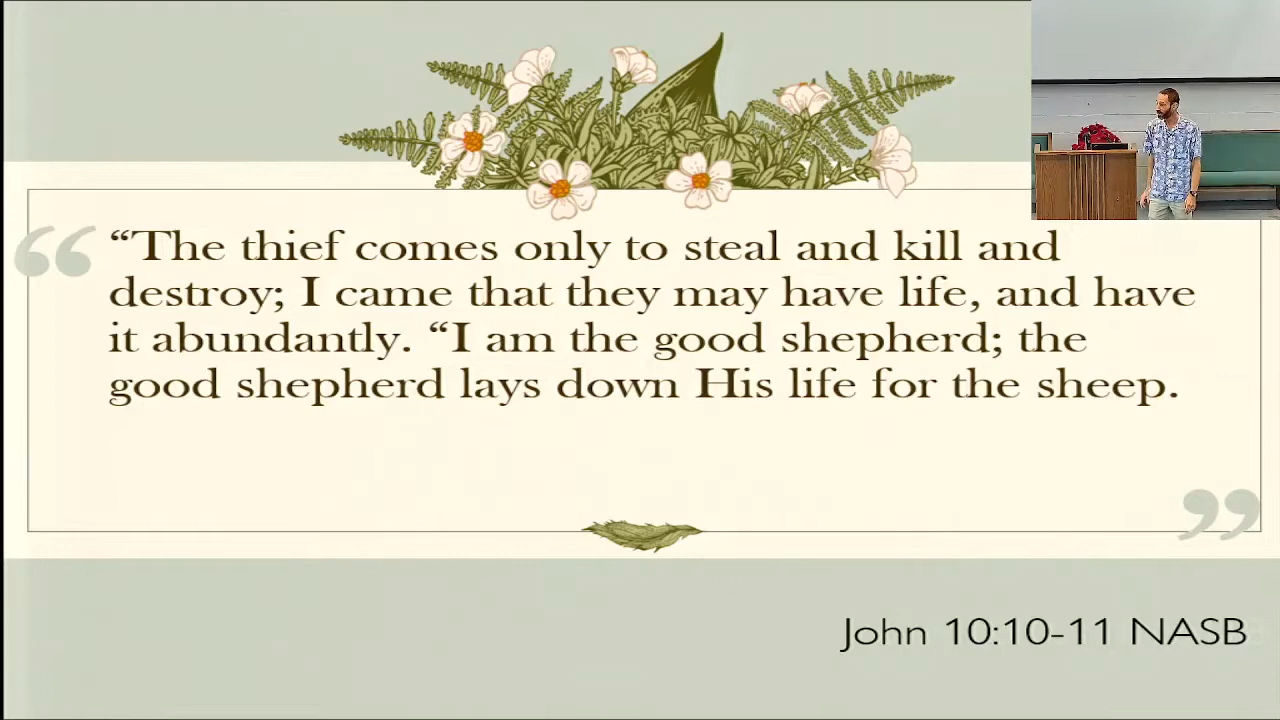 “The thief comes only to steal and kill and
destroy; I came that they may have life, and have
it abundantly. “I am the good shepherd; the
good shepherd lays down His life for the sheep.
John 10:10-11 NASB